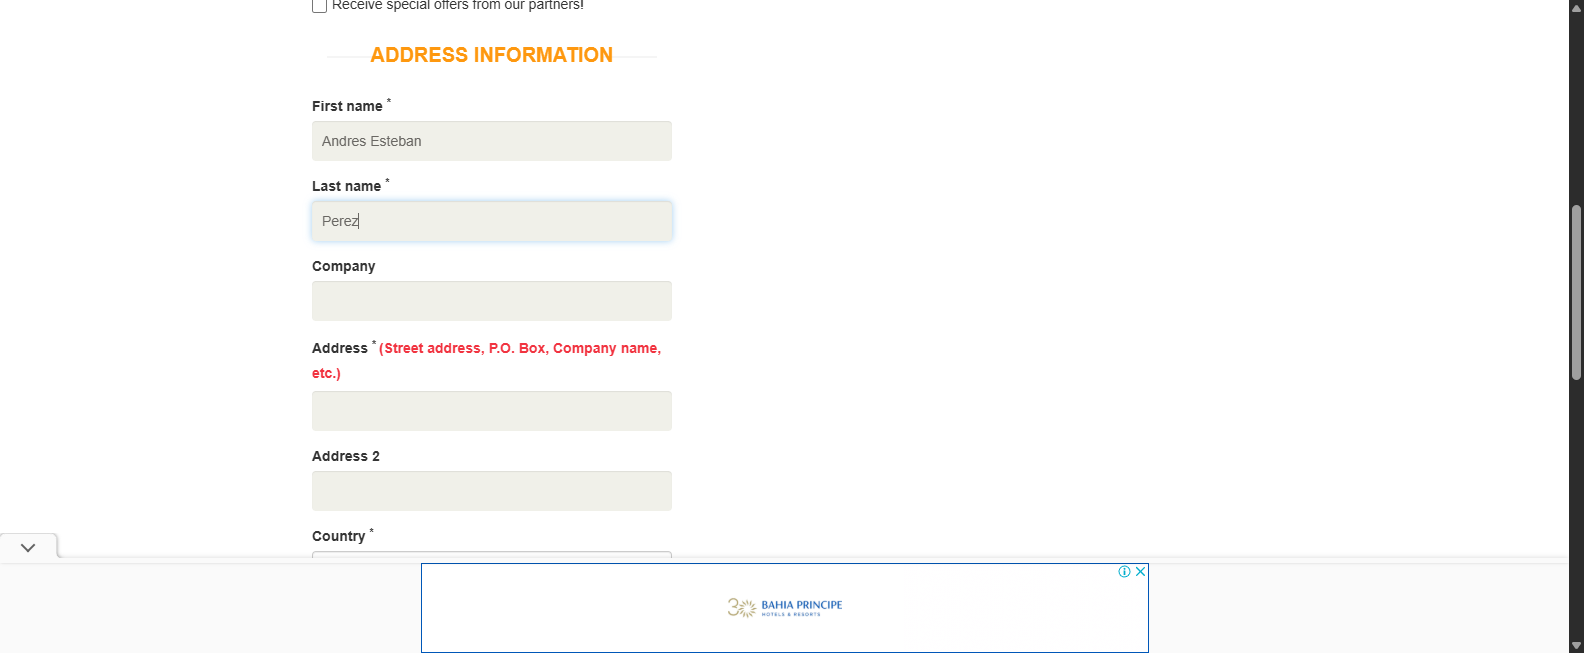 Receive special offers from our partners!
ADDRESS INFORMATION
First name *
Andres Esteban
Last name *
Perez
Company
Address * (Street address, P.O. Box, Company name,
etc.)
Address 2
Country *
30 BAHIA PRINCIPE
HOTELS & RESORTS